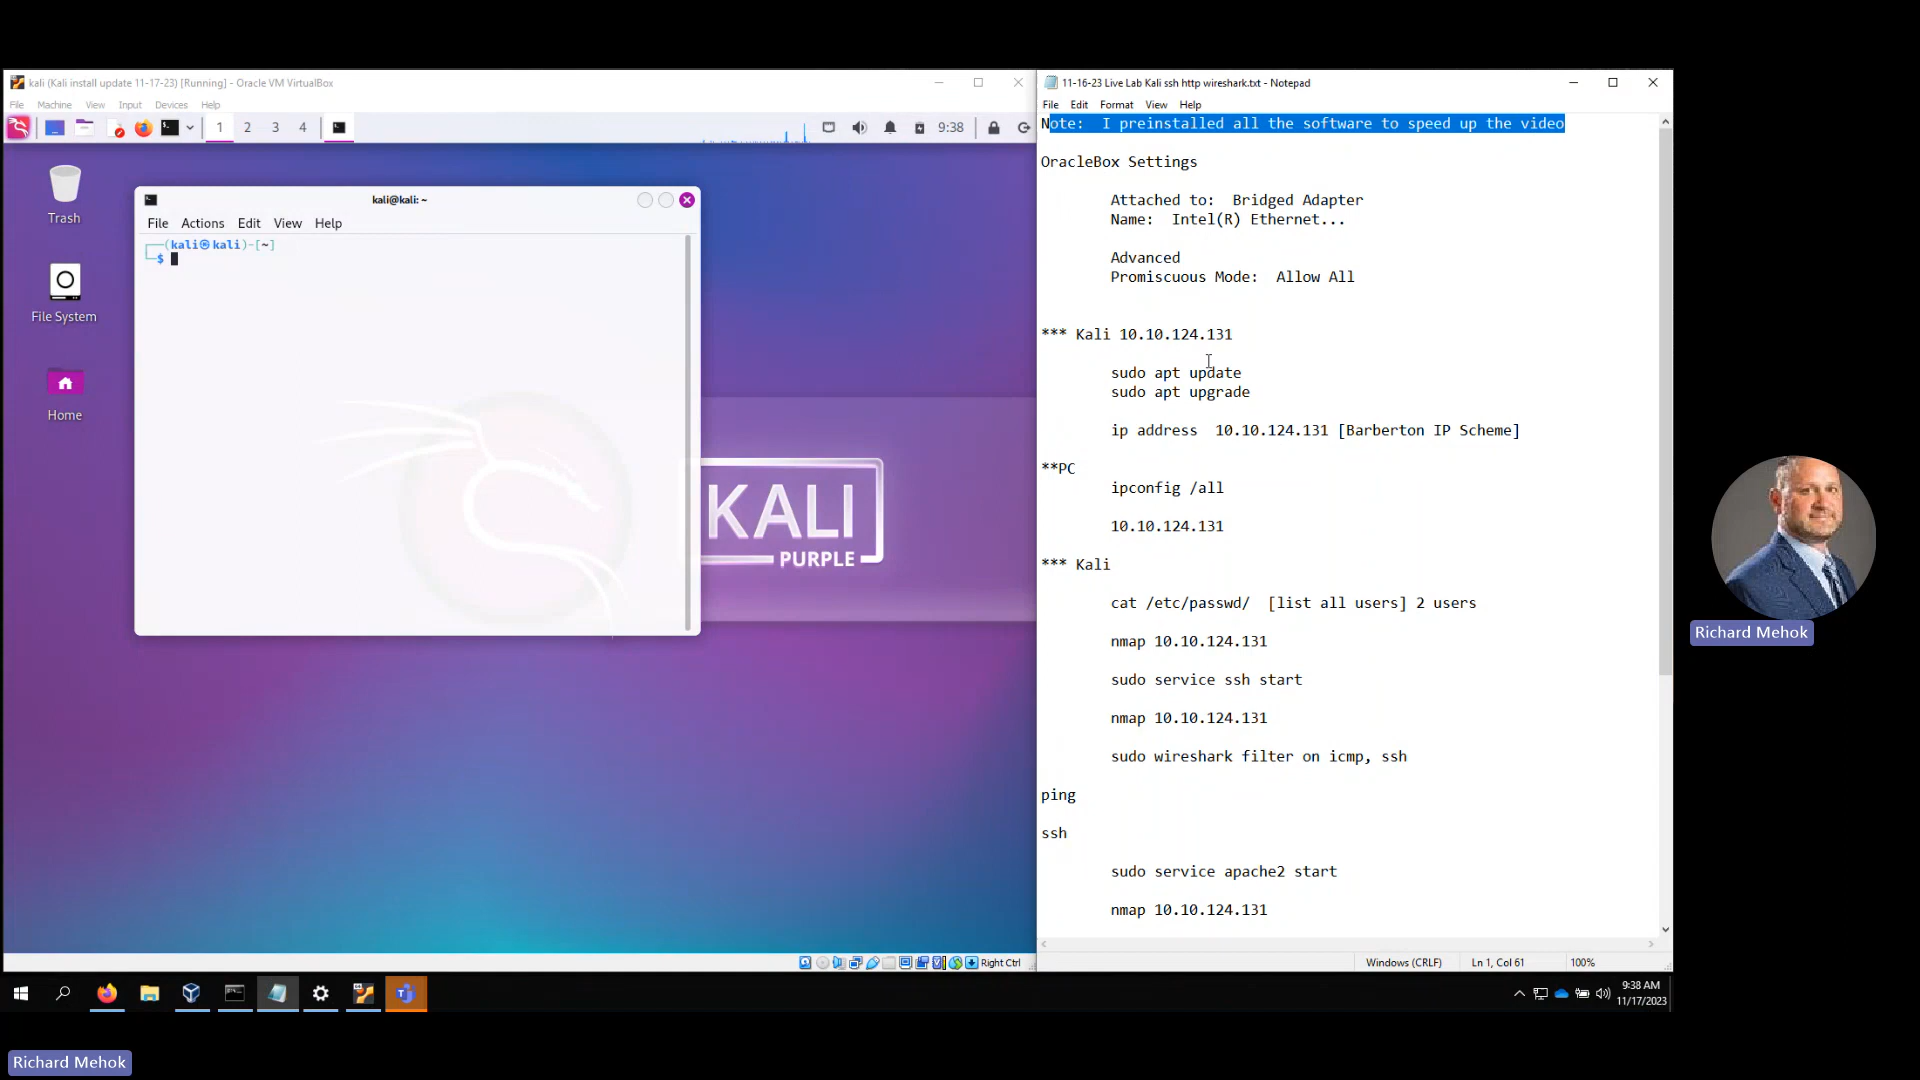 kali (Kali install update 11-17-23) [Running] - Oracle VM VirtualBox
File Machine View Input Devices Help
1 2 3 4
9:38
Trash
File System
Home
kali@kali: ~
File Actions Edit View Help
(kali㉿kali)-[~]
$
KALI
PURPLE
Right Ctrl
11-16-23 Live Lab Kali ssh http wireshark.txt - Notepad
File Edit Format View Help
Note:  I preinstalled all the software to speed up the video
OracleBox Settings
Attached to:  Bridged Adapter
Name:  Intel(R) Ethernet...
Advanced
Promiscuous Mode:  Allow All
*** Kali 10.10.124.131
sudo apt update
sudo apt upgrade
ip address  10.10.124.131 [Barberton IP Scheme]
**PC
ipconfig /all
10.10.124.131
*** Kali
cat /etc/passwd/  [list all users] 2 users
nmap 10.10.124.131
sudo service ssh start
nmap 10.10.124.131
sudo wireshark filter on icmp, ssh
ping
ssh
sudo service apache2 start
nmap 10.10.124.131
Windows (CRLF) Ln 1, Col 61 100%
9:38 AM
11/17/2023
Richard Mehok
Richard Mehok